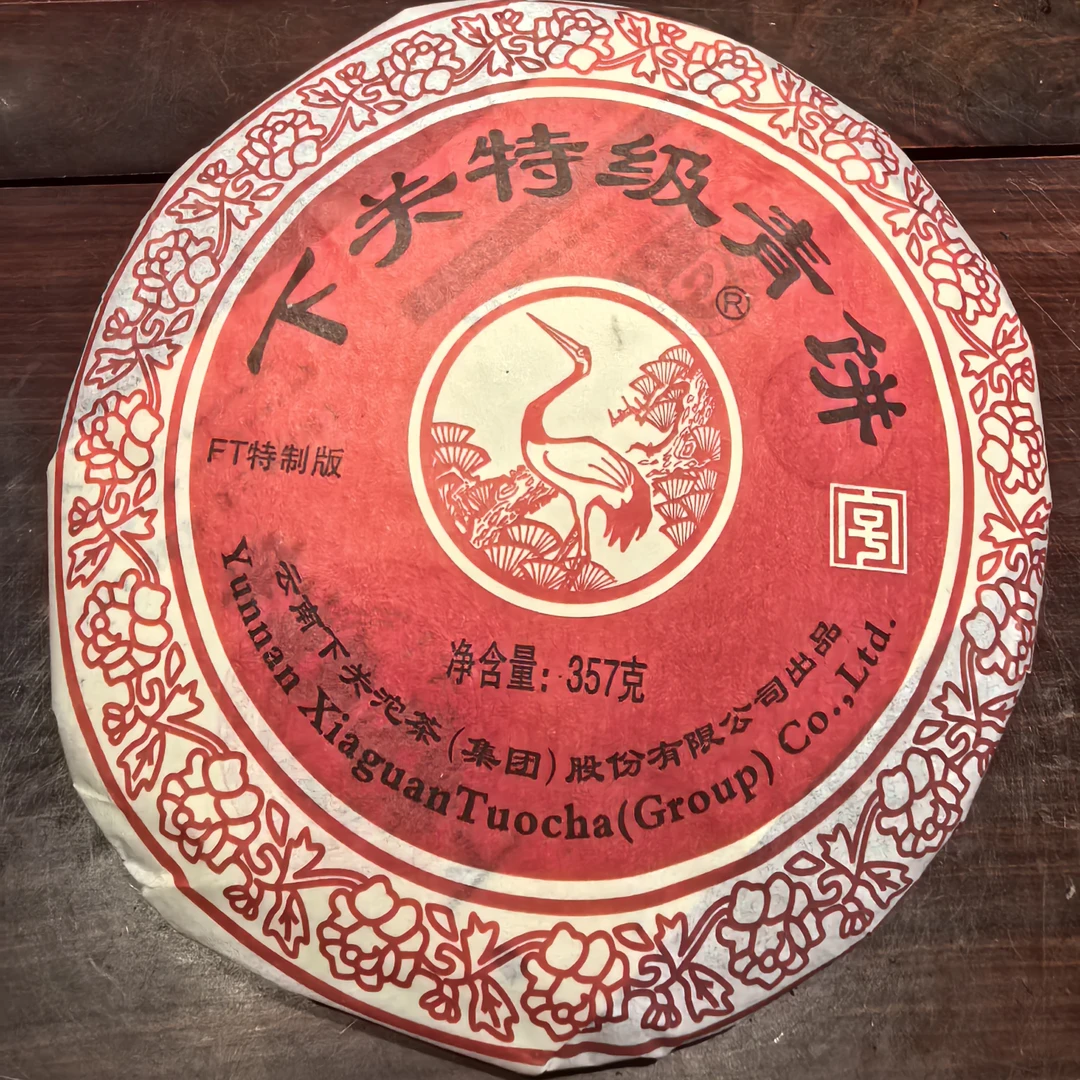 下关特级青饼
®
FT特制版
净含量：357克
云南下关沱茶（集团）股份有限公司出品
Yunnan XiaguanTuocha(Group) Co.,Ltd.